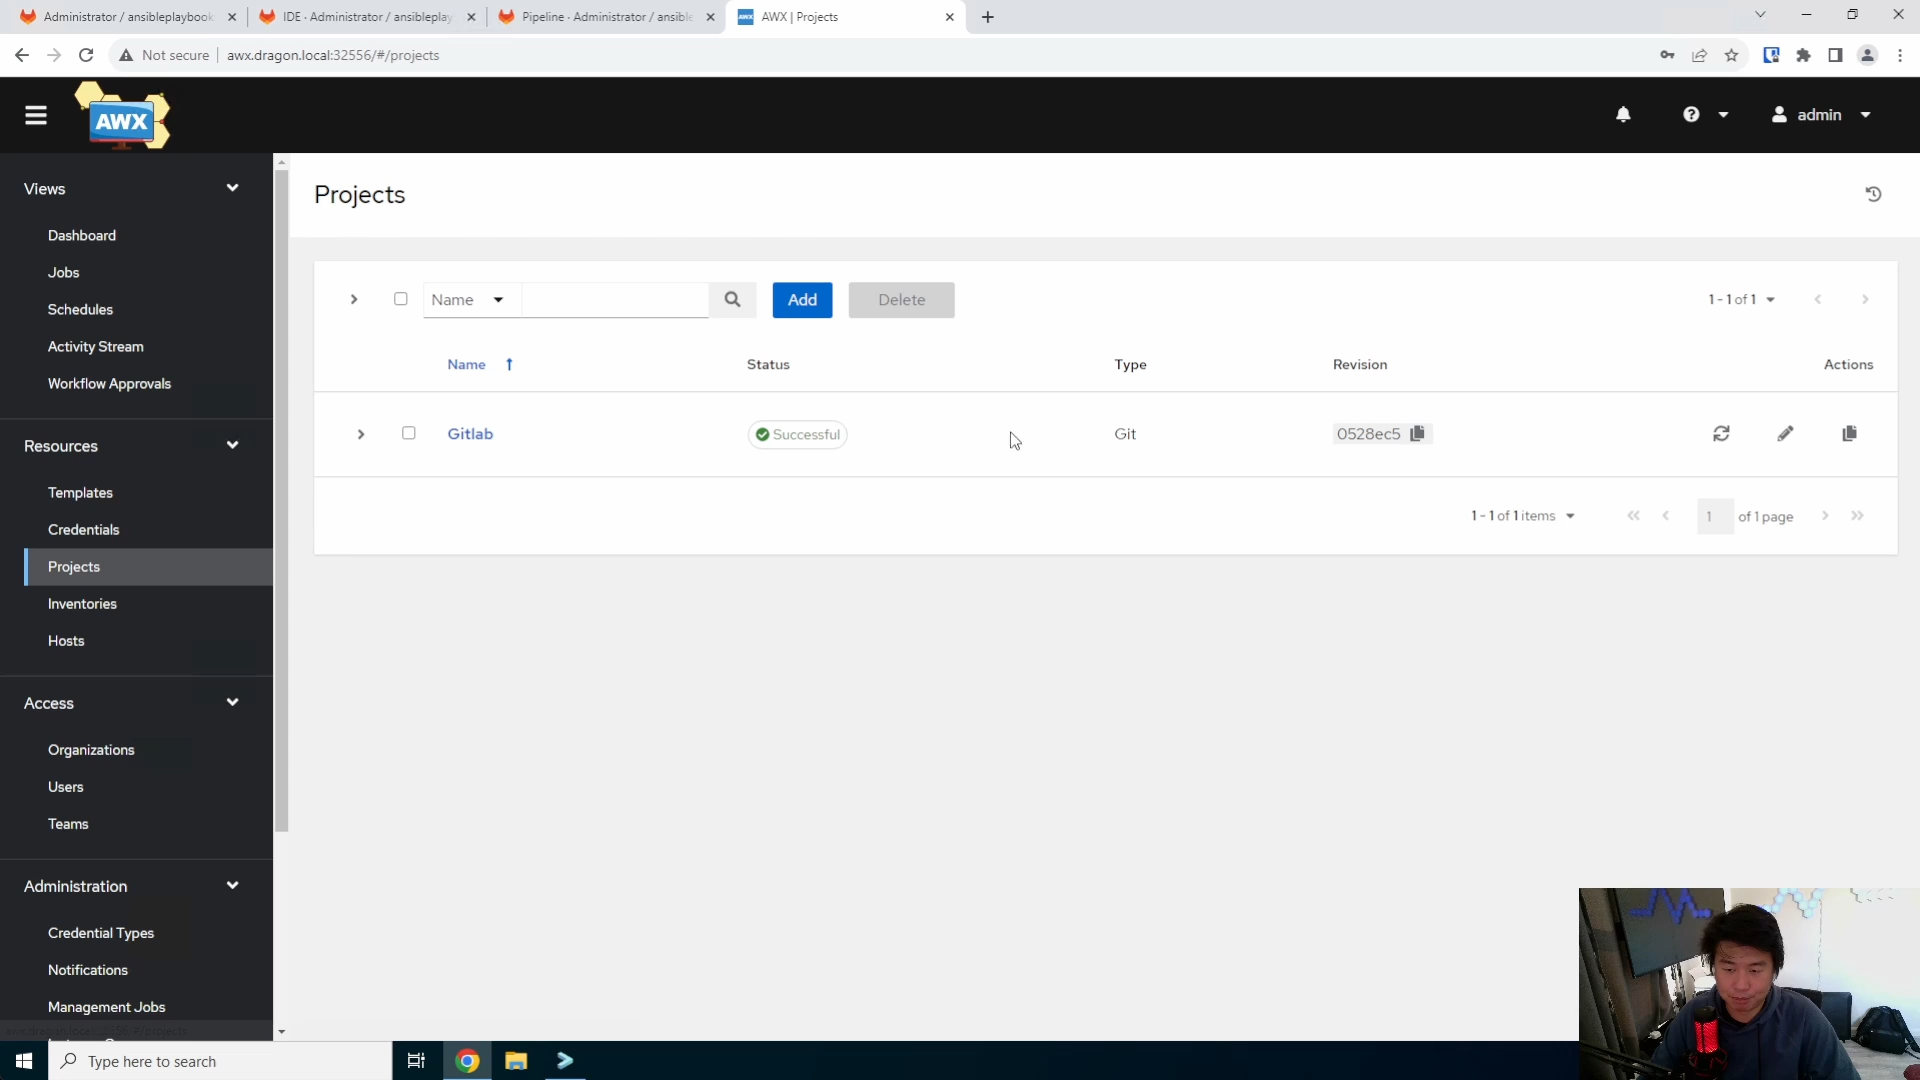 Administrator / ansibleplaybook
IDE · Administrator / ansiblepla
Pipeline · Administrator / ansible
AWX | Projects
Not secure
awx.dragon.local:32556/#/projects
AWX
admin
Views
Dashboard
Jobs
Schedules
Activity Stream
Workflow Approvals
Resources
Templates
Credentials
Projects
Inventories
Hosts
Access
Organizations
Users
Teams
Administration
Credential Types
Notifications
Management Jobs
Projects
Name
Add
Delete
1 - 1 of 1
Name
Status
Type
Revision
Actions
Gitlab
Successful
Git
0528ec5
1 - 1 of 1 items
1
of 1 page
Type here to search